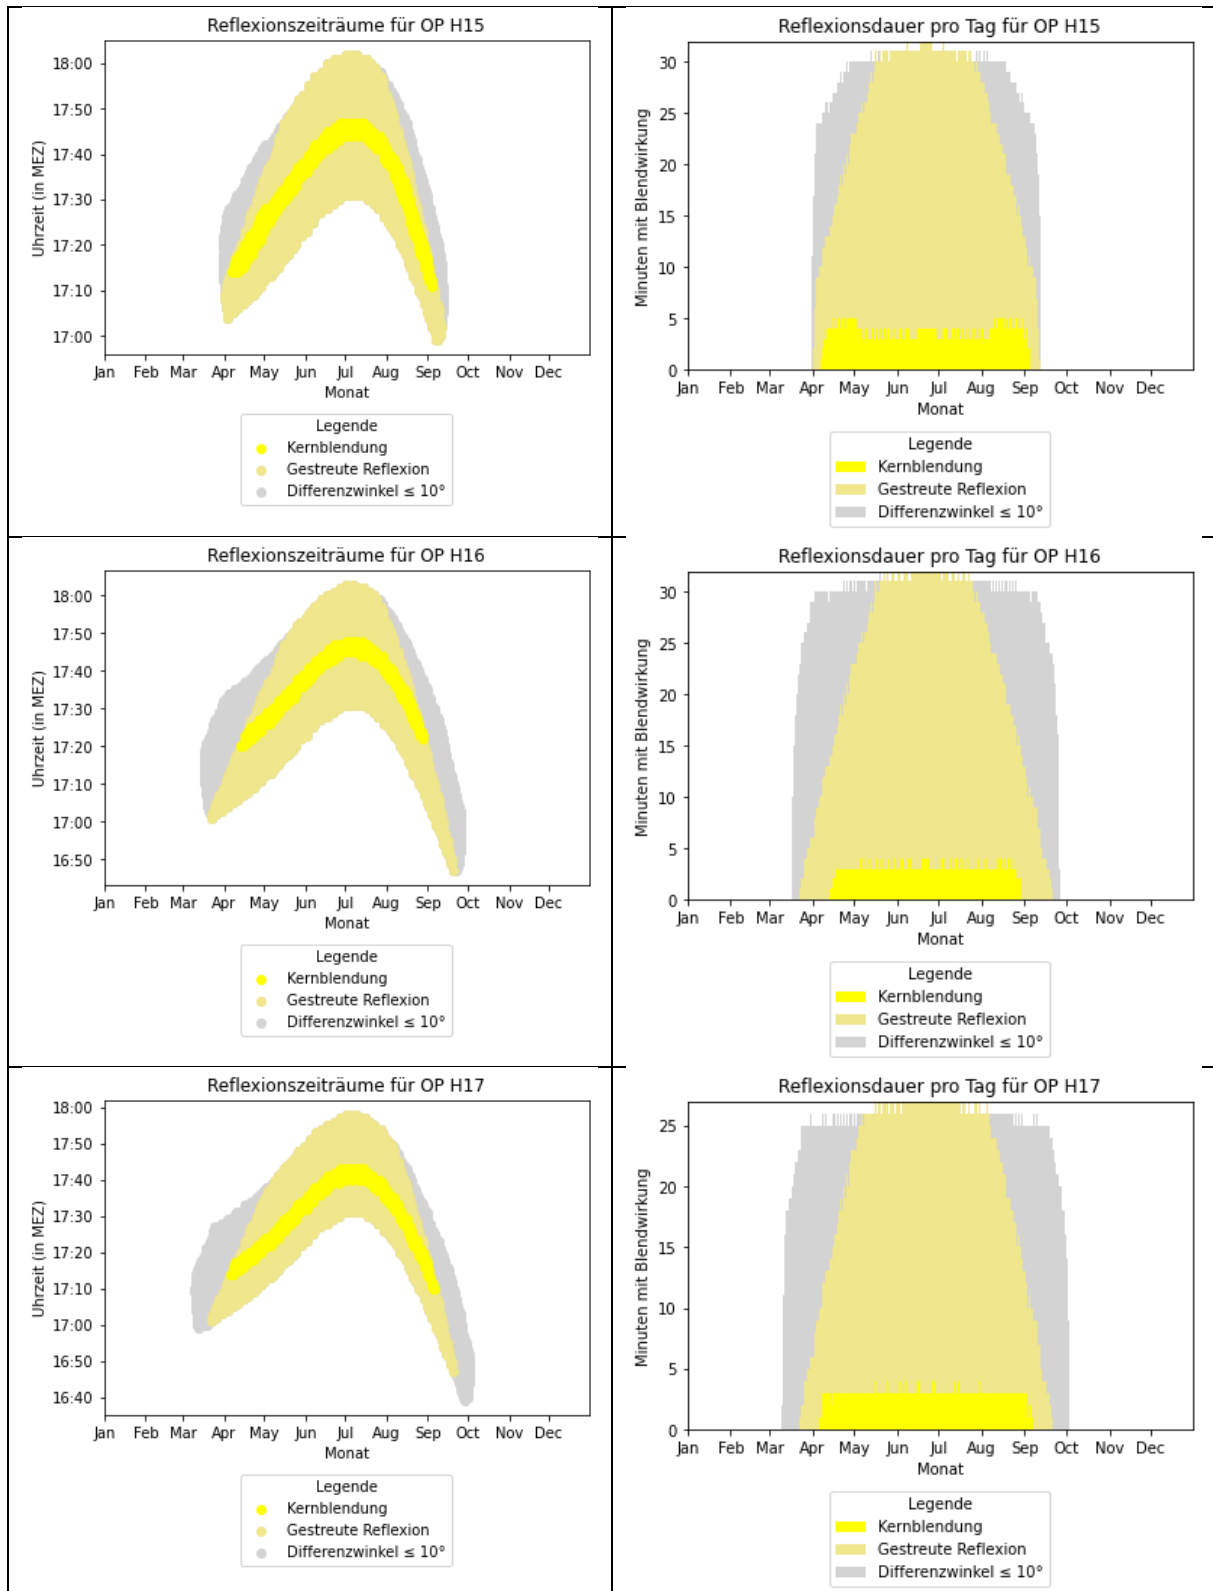 Reflexionszeiträume für OP H15
Uhrzeit (in MEZ)
18:00
17:50
17:40
17:30
17:20
17:10
17:00
Jan Feb Mar Apr May Jun Jul Aug Sep Oct Nov Dec
Monat
Legende
Kernblendung
Gestreute Reflexion
Differenzwinkel ≤ 10°
Reflexionsdauer pro Tag für OP H15
Minuten mit Blendwirkung
30
25
20
15
10
5
0
Jan Feb Mar Apr May Jun Jul Aug Sep Oct Nov Dec
Monat
Legende
Kernblendung
Gestreute Reflexion
Differenzwinkel ≤ 10°
Reflexionszeiträume für OP H16
Uhrzeit (in MEZ)
18:00
17:50
17:40
17:30
17:20
17:10
17:00
16:50
Jan Feb Mar Apr May Jun Jul Aug Sep Oct Nov Dec
Monat
Legende
Kernblendung
Gestreute Reflexion
Differenzwinkel ≤ 10°
Reflexionsdauer pro Tag für OP H16
Minuten mit Blendwirkung
30
25
20
15
10
5
0
Jan Feb Mar Apr May Jun Jul Aug Sep Oct Nov Dec
Monat
Legende
Kernblendung
Gestreute Reflexion
Differenzwinkel ≤ 10°
Reflexionszeiträume für OP H17
Uhrzeit (in MEZ)
18:00
17:50
17:40
17:30
17:20
17:10
17:00
16:50
16:40
Jan Feb Mar Apr May Jun Jul Aug Sep Oct Nov Dec
Monat
Legende
Kernblendung
Gestreute Reflexion
Differenzwinkel ≤ 10°
Reflexionsdauer pro Tag für OP H17
Minuten mit Blendwirkung
25
20
15
10
5
0
Jan Feb Mar Apr May Jun Jul Aug Sep Oct Nov Dec
Monat
Legende
Kernblendung
Gestreute Reflexion
Differenzwinkel ≤ 10°